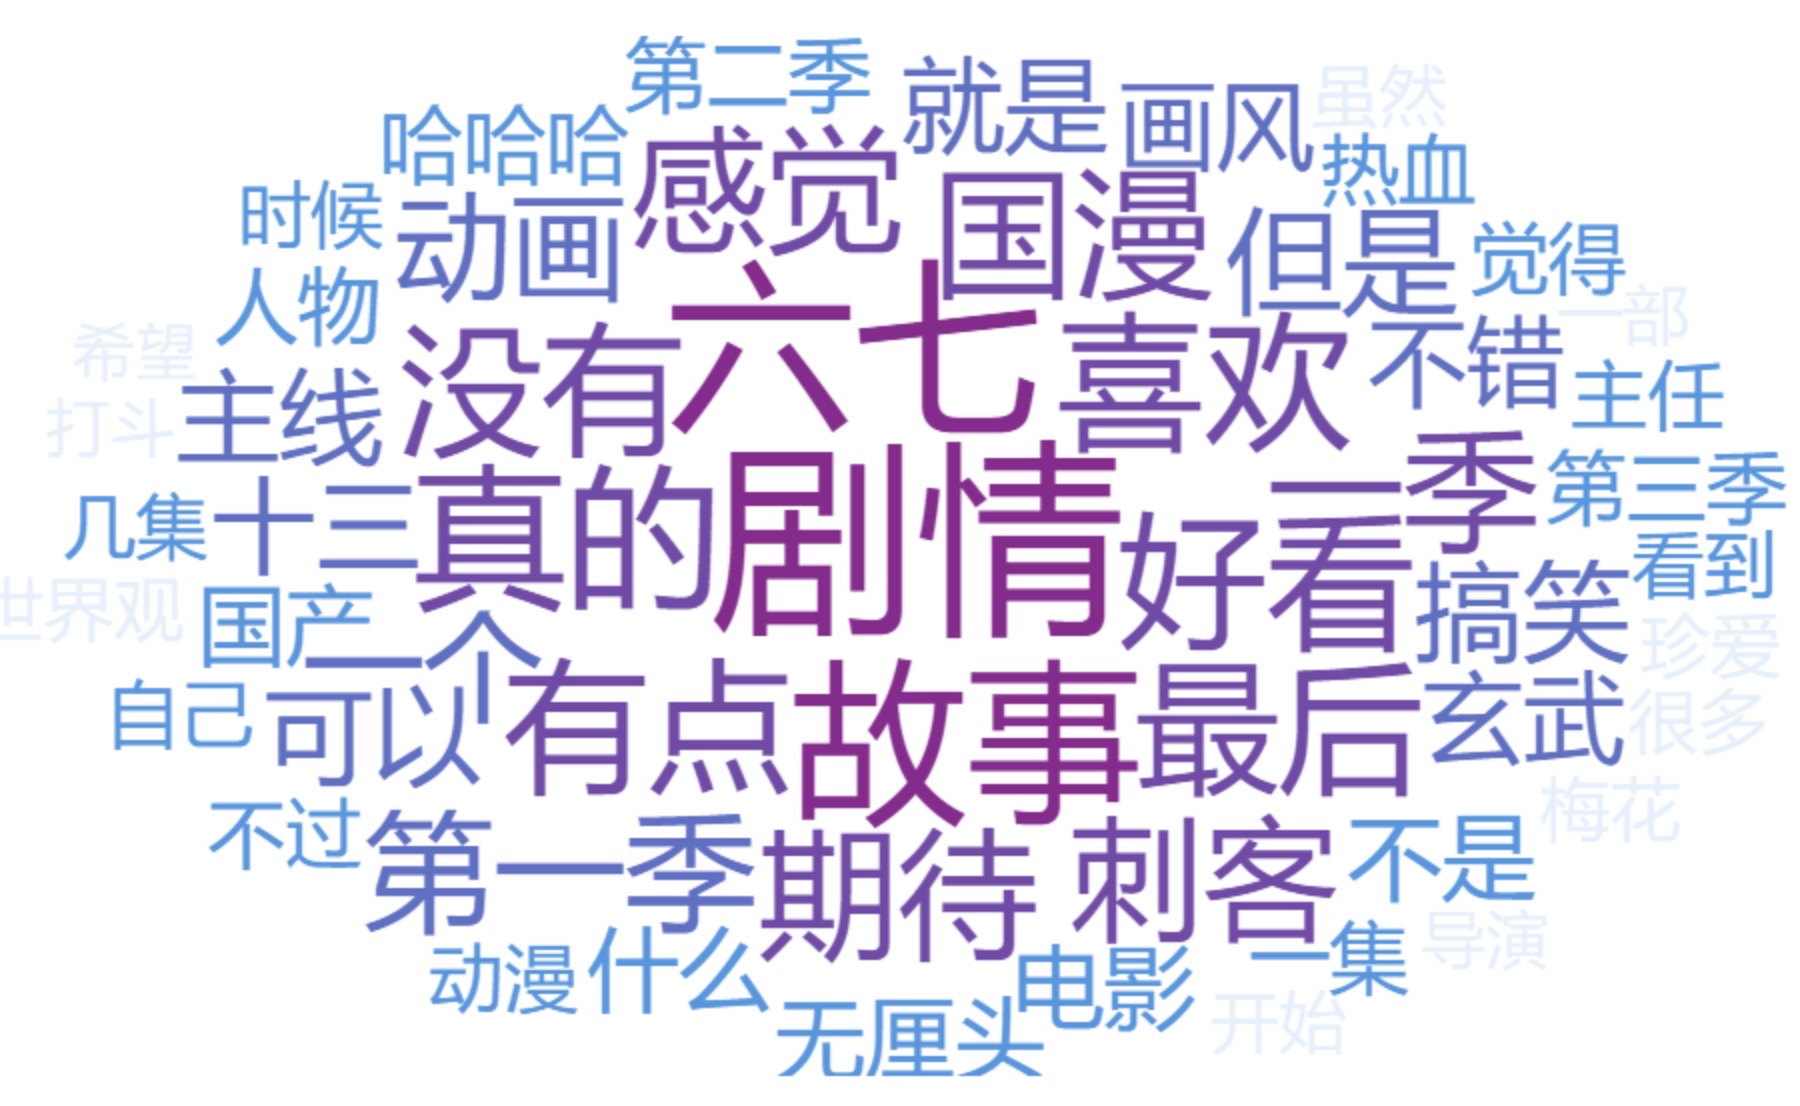 第二季
就是
画风
虽然
哈哈哈
感觉
热血
时候
动画
国漫
但是
觉得
人物
六七
一部
希望
没有
喜欢
不错
主线
主任
打斗
剧情
一季
第三季
几集
十三
真的
好看
看到
世界观
国产
一个
搞笑
珍爱
自己
可以
有点
故事
最后
玄武
很多
不过
第一季
期待
刺客
不是
梅花
动漫
什么
电影
一集
导演
无厘头
开始